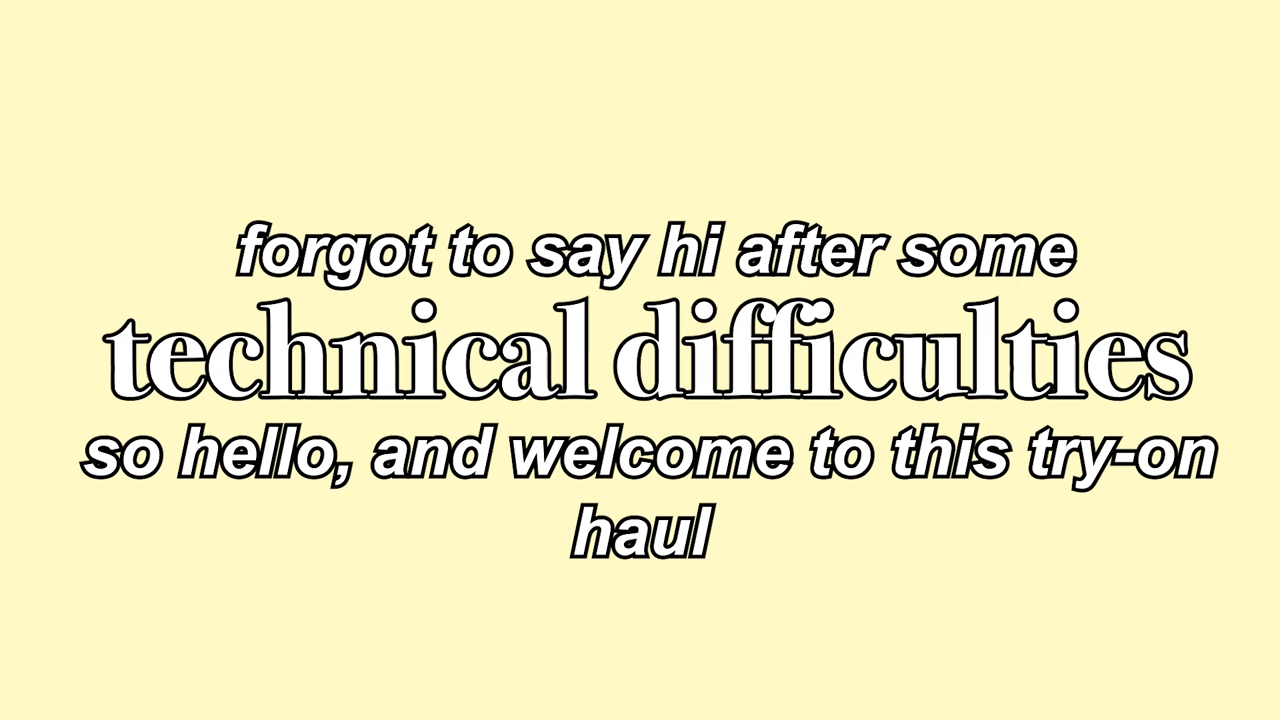 forgot to say hi after some
technical difficulties
so hello, and welcome to this try-on
haul